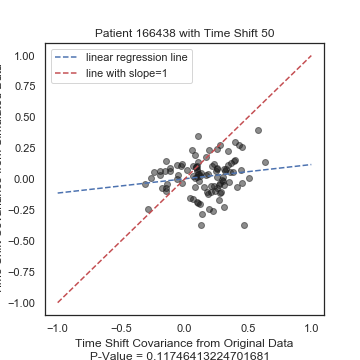 Patient 166438 with Time Shift 50
linear regression line
line with slope=1
1.00
0.75
0.50
0.25
0.00
−0.25
−0.50
−0.75
−1.00
−1.0
−0.5
0.0
0.5
1.0
Time Shift Covariance from Original Data
P-Value = 0.11746413224701681